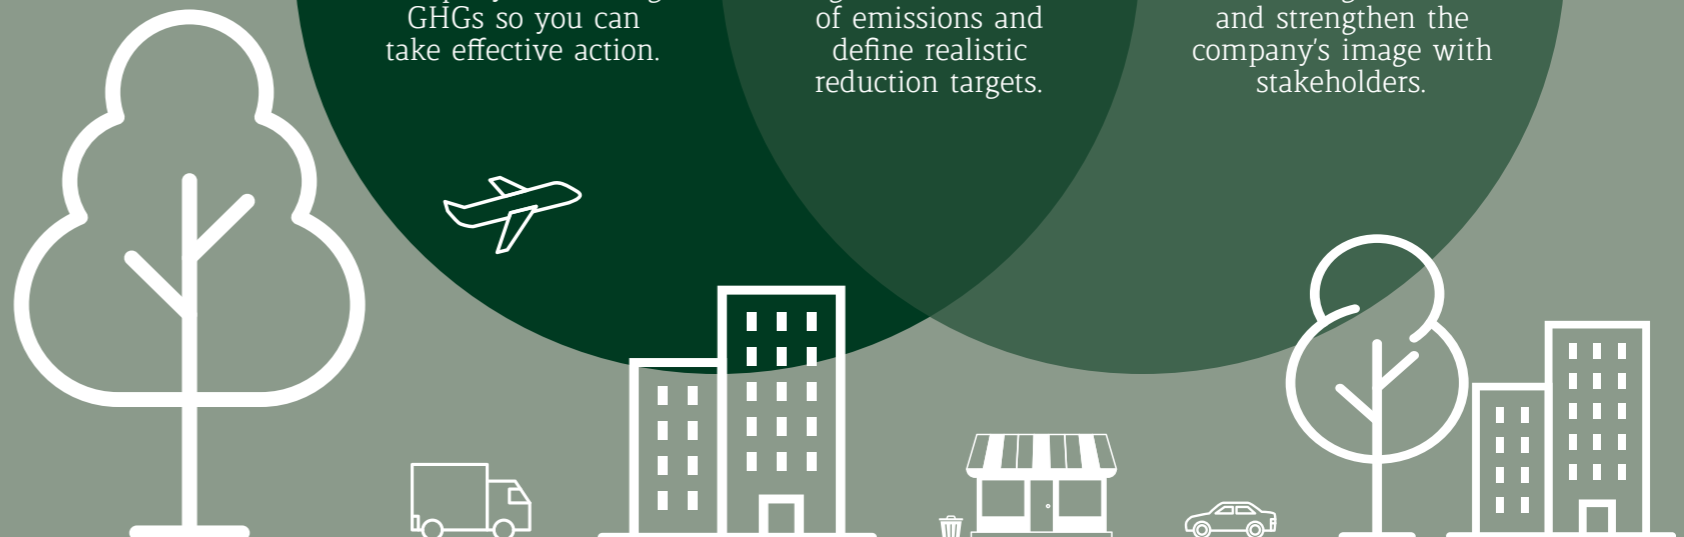 GHGs so you can
take effective action.
of emissions and
define realistic
reduction targets.
and strengthen the
company's image with
stakeholders.